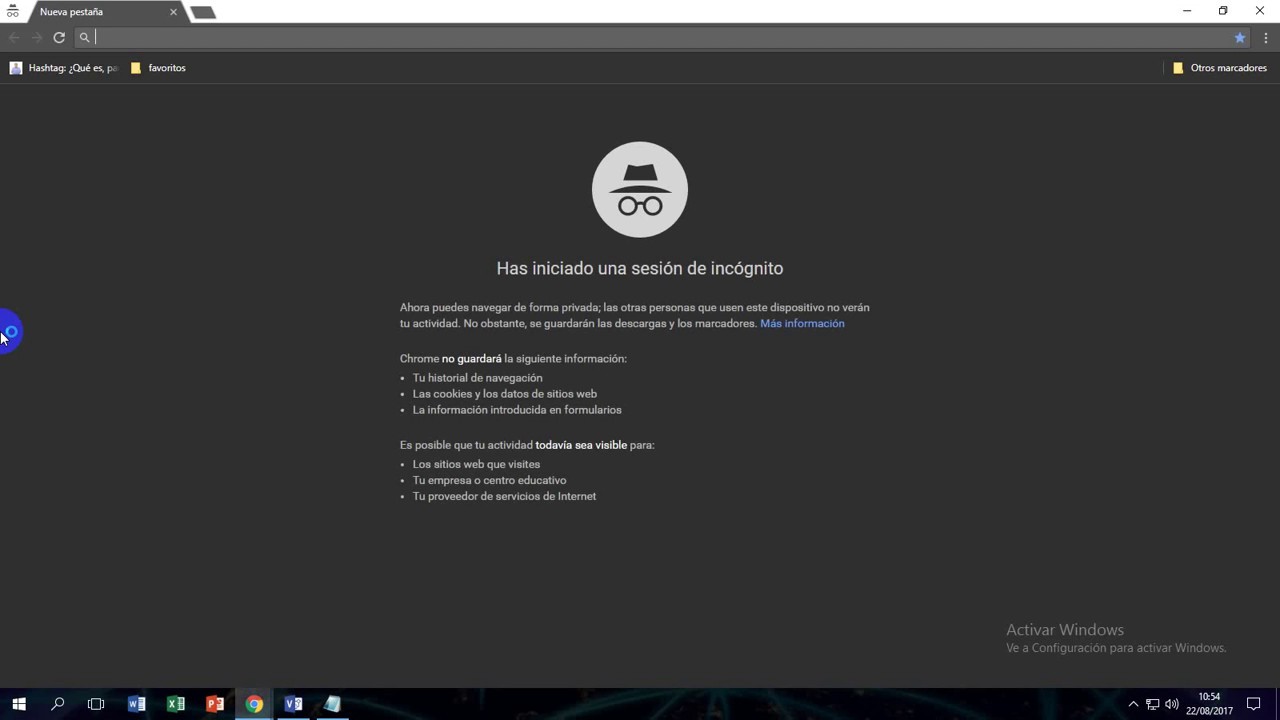 Nueva pestaña
Hashtag: ¿Qué es, pa
favoritos
Otros marcadores
Has iniciado una sesión de incógnito
Ahora puedes navegar de forma privada; las otras personas que usen este dispositivo no verán
tu actividad. No obstante, se guardarán las descargas y los marcadores. Más información
Chrome no guardará la siguiente información:
• Tu historial de navegación
• Las cookies y los datos de sitios web
• La información introducida en formularios
Es posible que tu actividad todavía sea visible para:
• Los sitios web que visites
• Tu empresa o centro educativo
• Tu proveedor de servicios de Internet
Activar Windows
Ve a Configuración para activar Windows.
10:54
22/08/2017